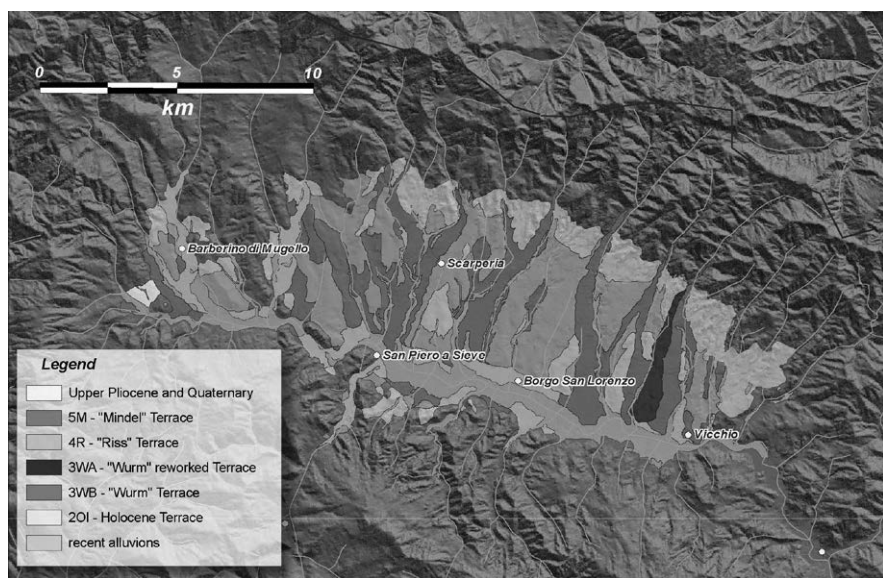 0 5 10
km
Barberino di Mugello
Scarperia
San Piero a Sieve
Borgo San Lorenzo
Vicchio
Legend
Upper Pliocene and Quaternary
5M - "Mindel" Terrace
4R - "Riss" Terrace
3WA - "Wurm" reworked Terrace
3WB - "Wurm" Terrace
2Ol - Holocene Terrace
recent alluvions